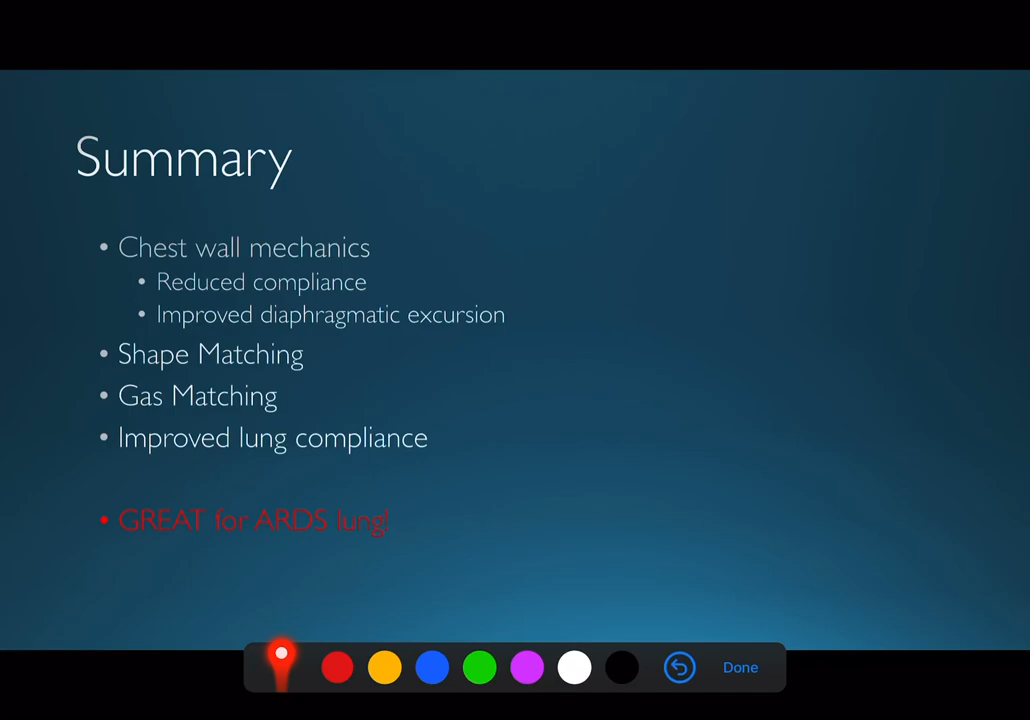 Summary
• Chest wall mechanics
• Reduced compliance
• Improved diaphragmatic excursion
• Shape Matching
• Gas Matching
• Improved lung compliance
• GREAT for ARDS lung!
Done